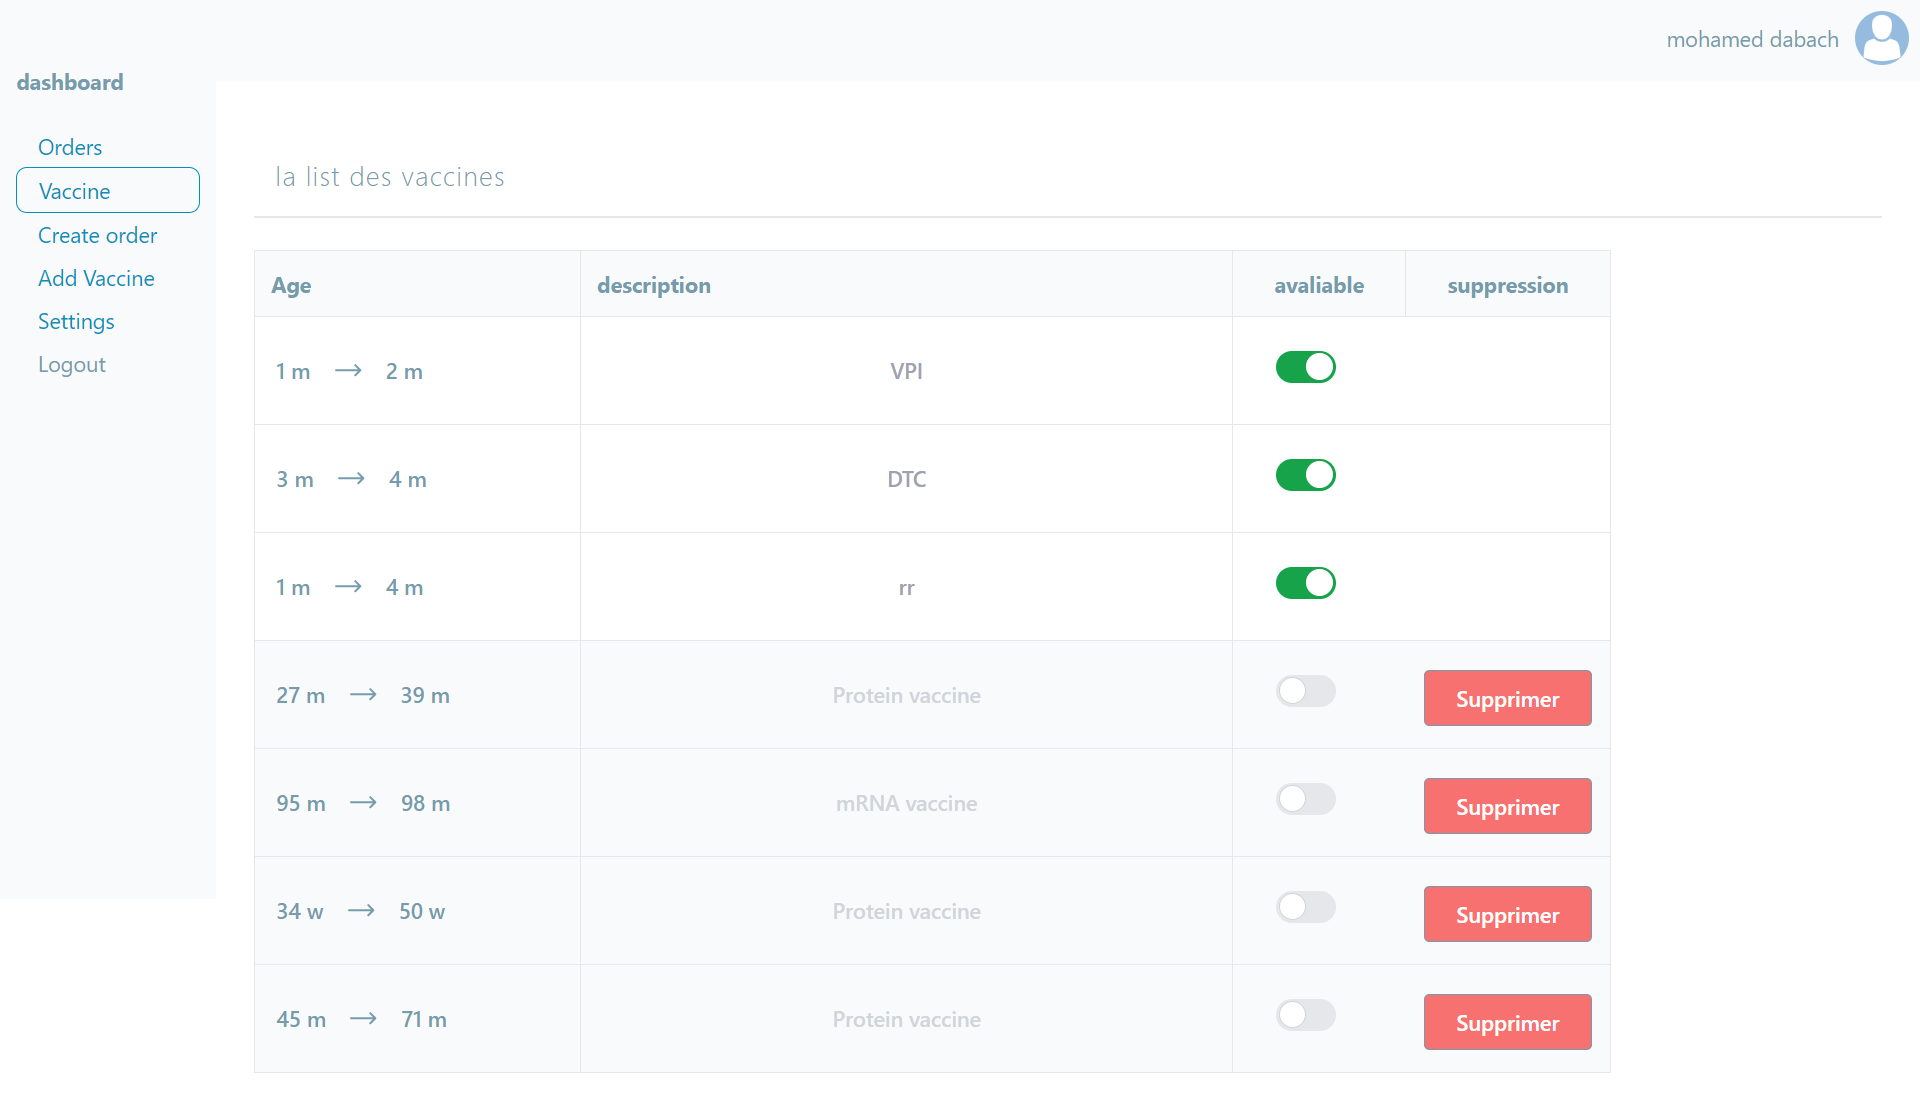 mohamed dabach
dashboard
Orders
Vaccine
Create order
Add Vaccine
Settings
Logout
la list des vaccines
Age description avaliable suppression
1 m → 2 m VPI
3 m → 4 m DTC
1 m → 4 m rr
27 m → 39 m Protein vaccine Supprimer
95 m → 98 m mRNA vaccine Supprimer
34 w → 50 w Protein vaccine Supprimer
45 m → 71 m Protein vaccine Supprimer